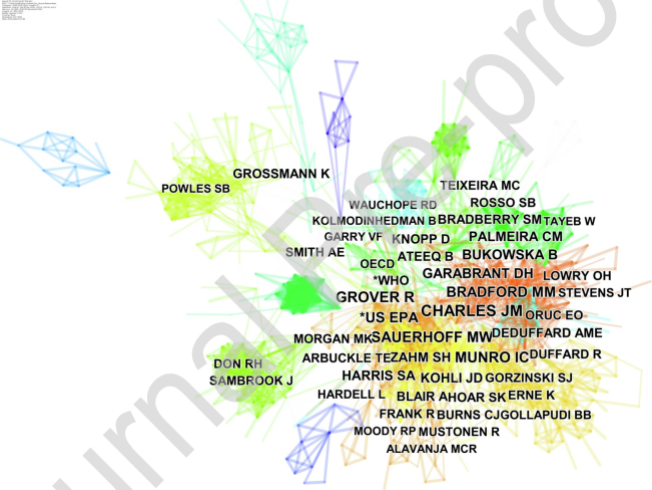 GROSSMANN K
POWLES SB
TEIXEIRA MC
WAUCHOPE RD
ROSSO SB
KOLMODINHEDMAN B
BRADBERRY SM
TAYEB W
GARRY VF
KNOPP D
PALMEIRA CM
SMITH AE
ATEEQ B
BUKOWSKA B
OECD
GARABRANT DH
LOWRY OH
*WHO
GROVER R
BRADFORD MM
STEVENS JT
*US EPA
CHARLES JM
ORUC EO
MORGAN MK
SAUERHOFF MW
DEDUFFARD AME
ARBUCKLE TE
ZAHM SH
MUNRO IC
DUFFARD R
DON RH
SAMBROOK J
HARRIS SA
KOHLI JD
GORZINSKI SJ
HARDELL L
BLAIR A
HOAR SK
ERNE K
FRANK R
BURNS CJ
GOLLAPUDI BB
MOODY RP
MUSTONEN R
ALAVANJA MCR
urnal Pre-pro